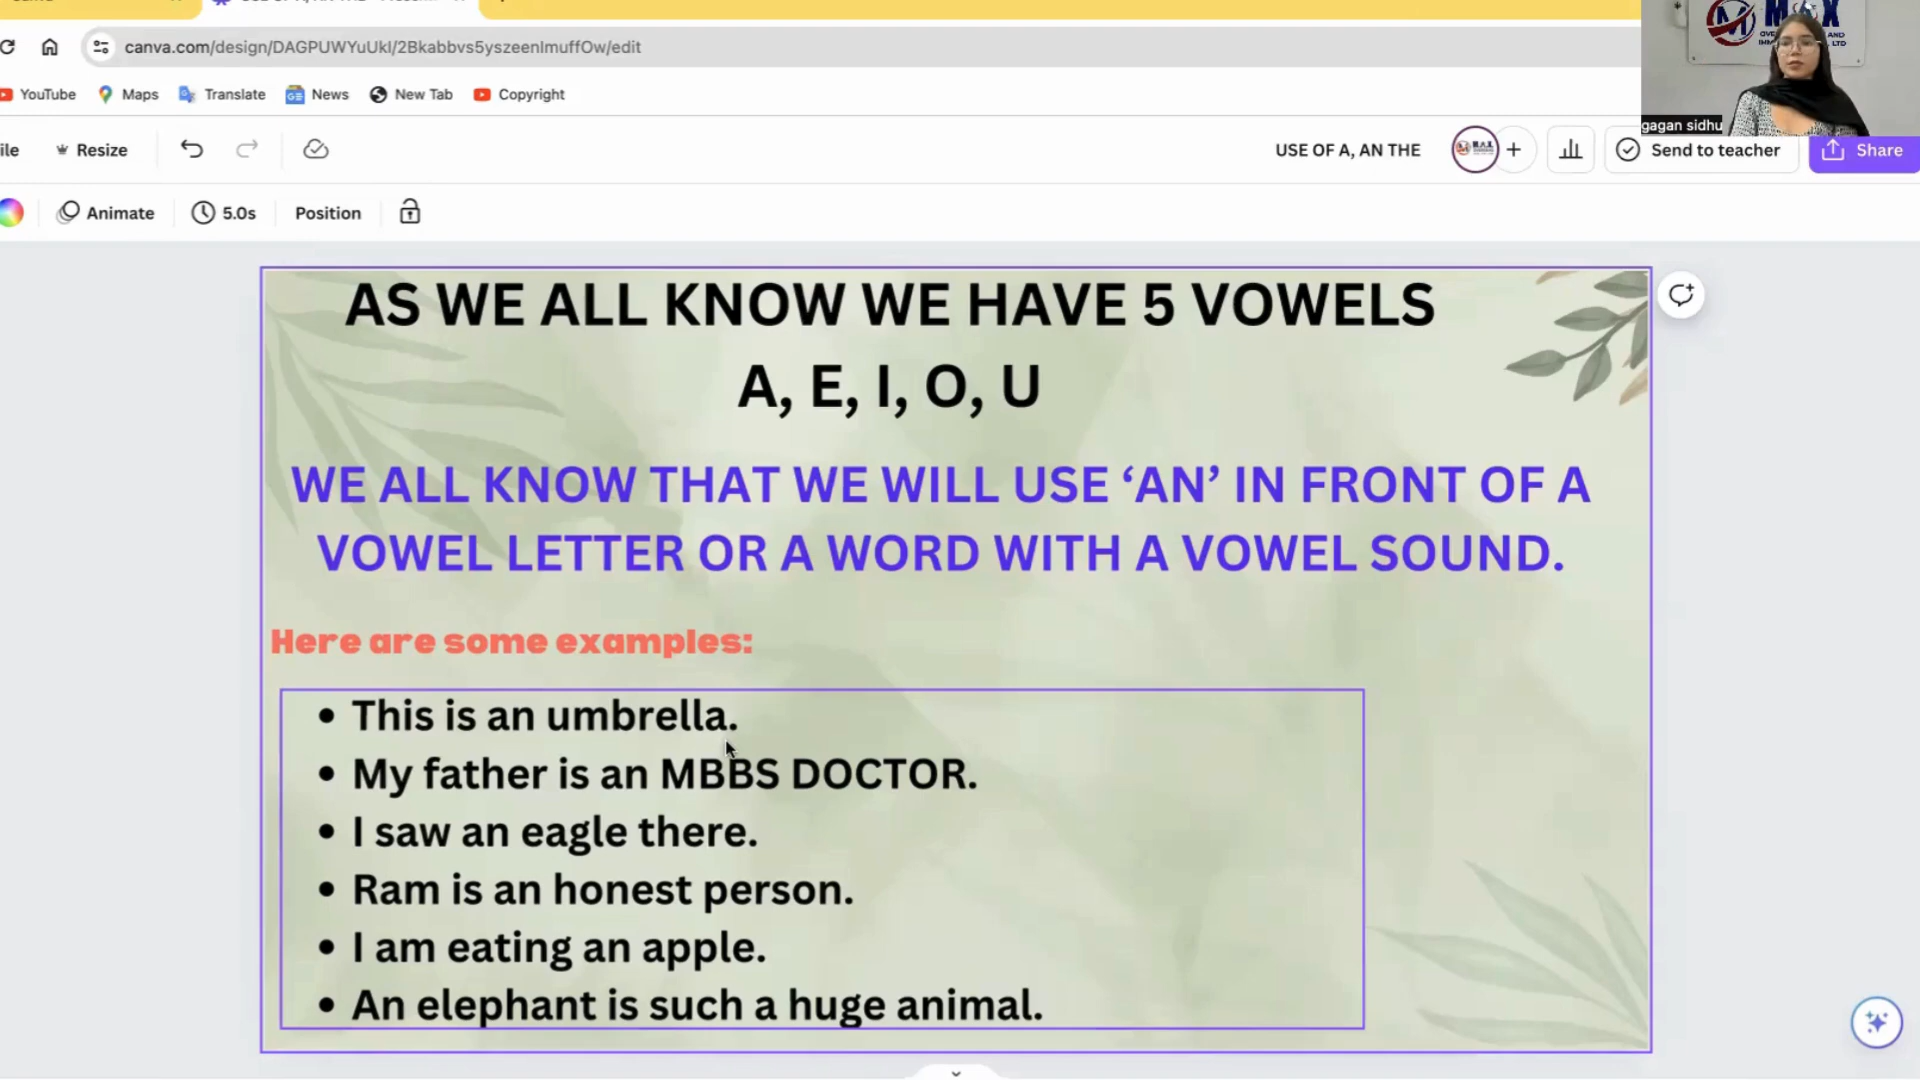 canva.com/design/DAGPUWYuUkI/2Bkabbvs5yszeenImuffOw/edit
YouTube Maps Translate News New Tab Copyright
gagan sidhu
ile Resize USE OF A, AN THE Send to teacher Share
Animate 5.0s Position
AS WE ALL KNOW WE HAVE 5 VOWELS
A, E, I, O, U
WE ALL KNOW THAT WE WILL USE ‘AN’ IN FRONT OF A
VOWEL LETTER OR A WORD WITH A VOWEL SOUND.
Here are some examples:
• This is an umbrella.
• My father is an MBBS DOCTOR.
• I saw an eagle there.
• Ram is an honest person.
• I am eating an apple.
• An elephant is such a huge animal.